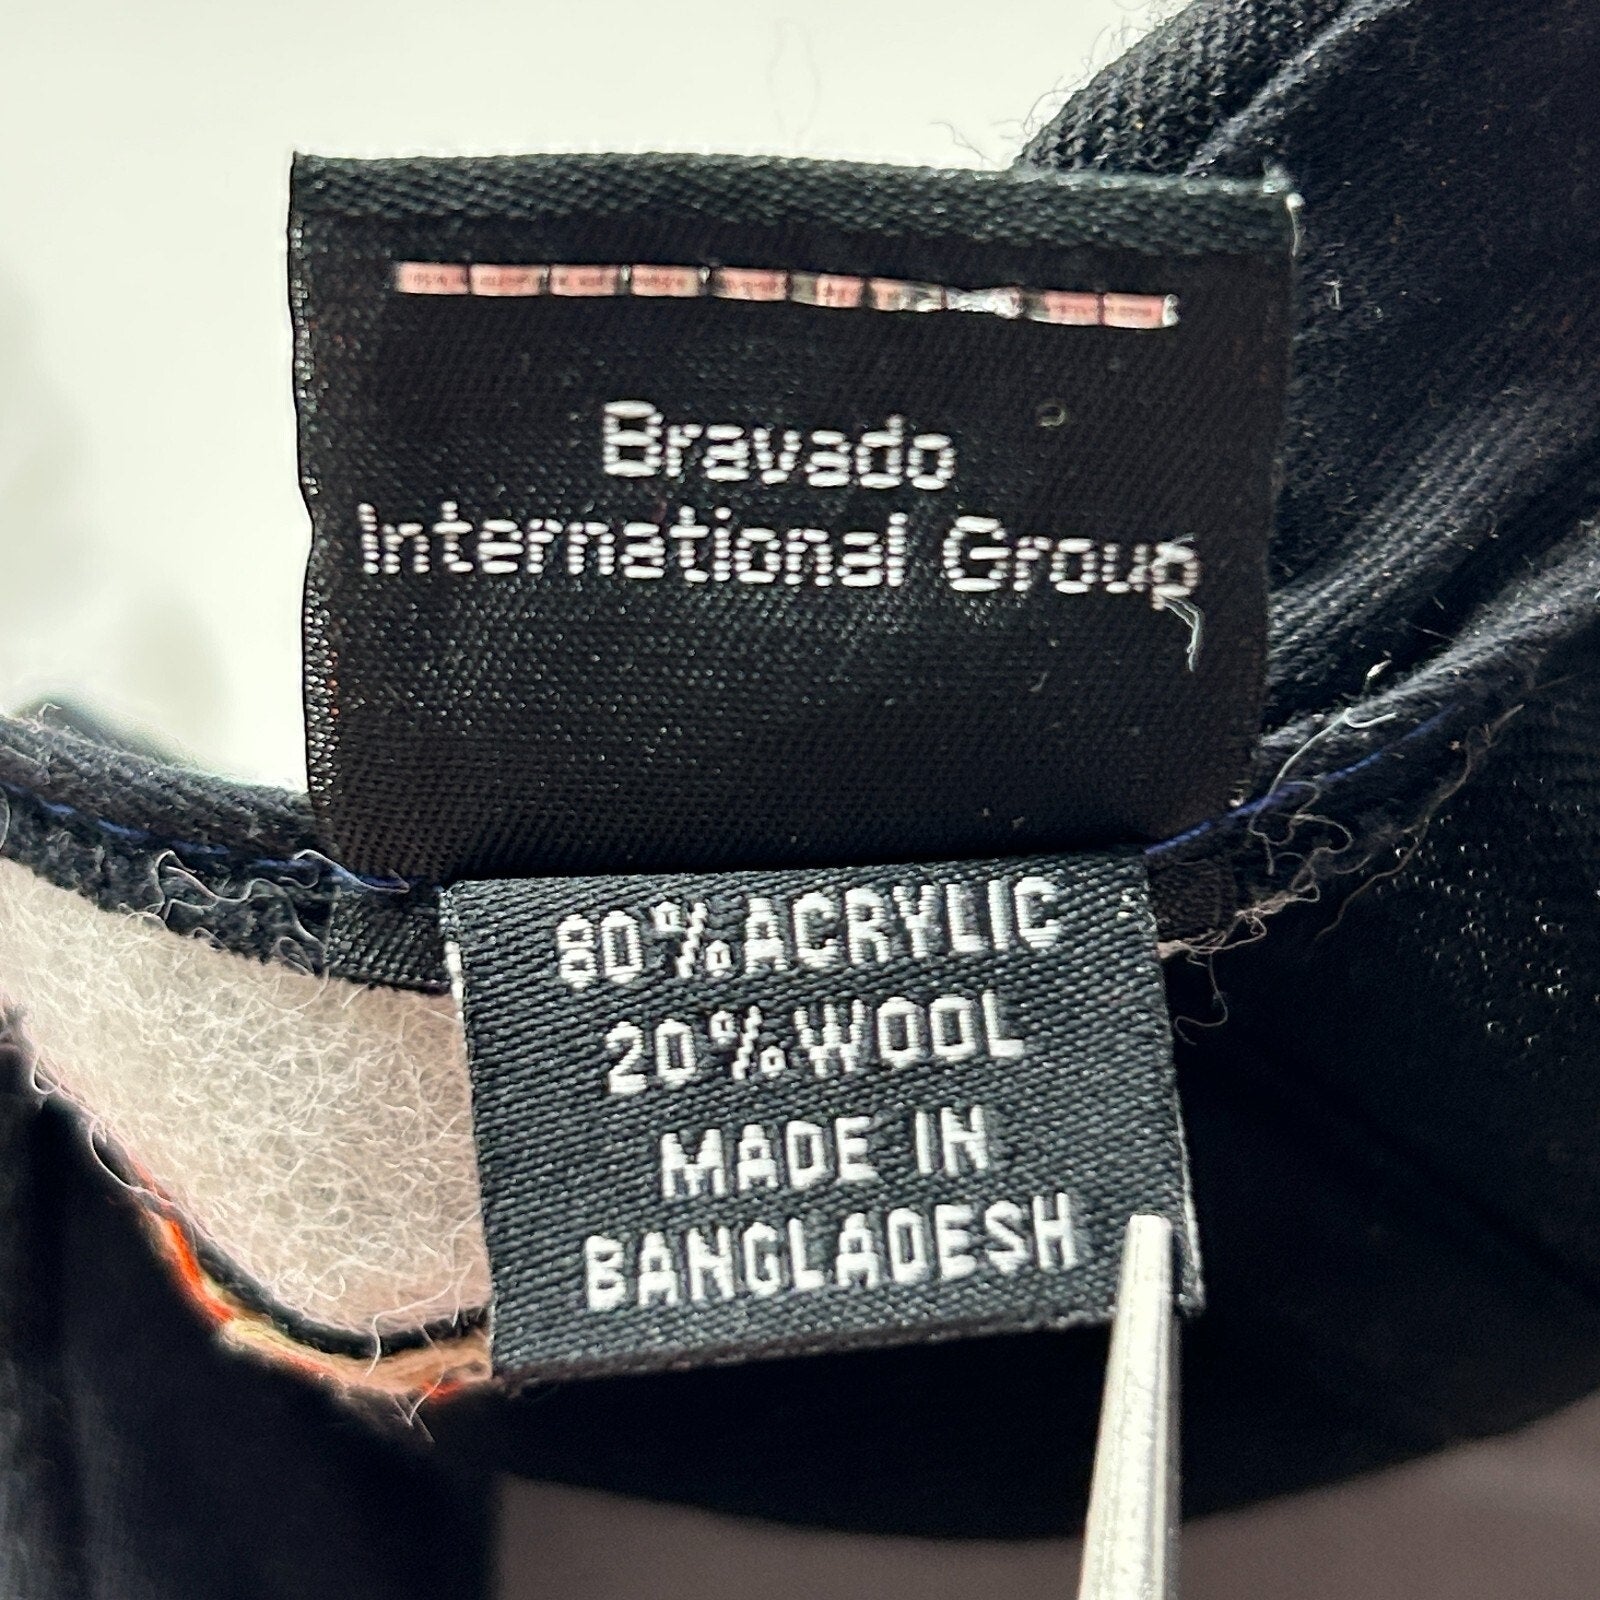 Bravado
International Group
80% ACRYLIC
20% WOOL
MADE IN
BANGLADESH